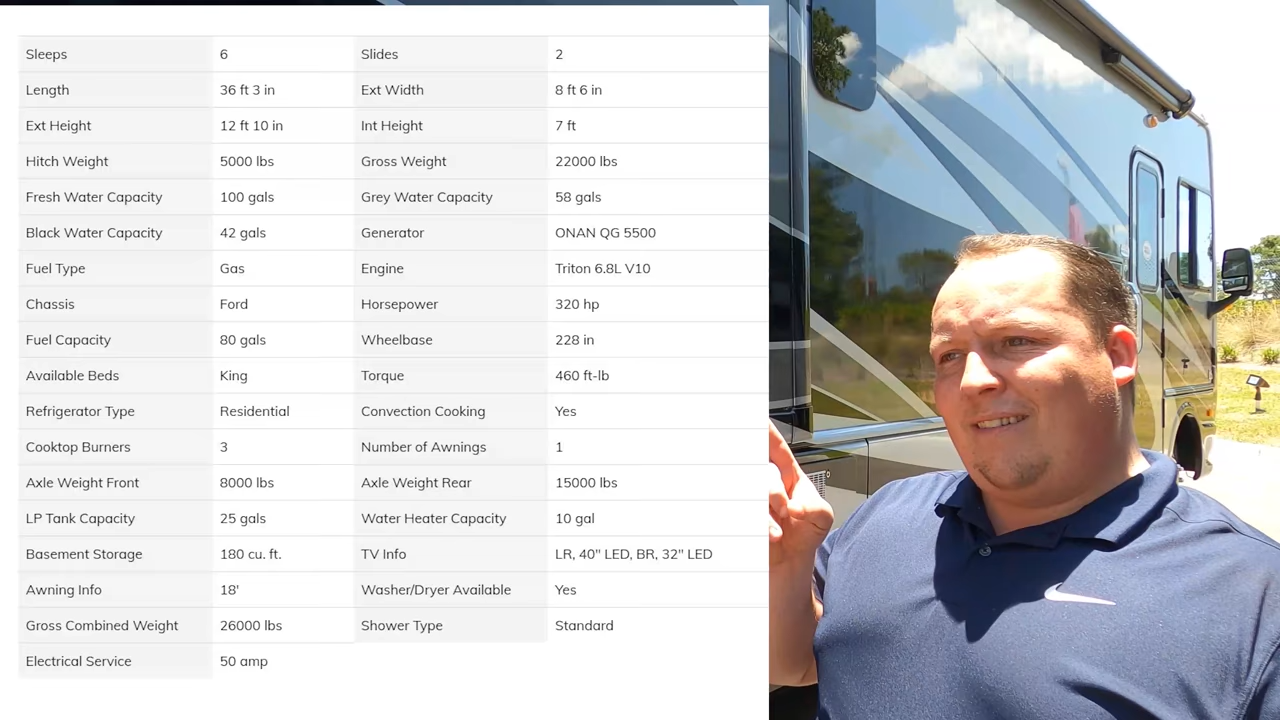 Sleeps 6 Slides 2
Length 36 ft 3 in Ext Width 8 ft 6 in
Ext Height 12 ft 10 in Int Height 7 ft
Hitch Weight 5000 lbs Gross Weight 22000 lbs
Fresh Water Capacity 100 gals Grey Water Capacity 58 gals
Black Water Capacity 42 gals Generator ONAN QG 5500
Fuel Type Gas Engine Triton 6.8L V10
Chassis Ford Horsepower 320 hp
Fuel Capacity 80 gals Wheelbase 228 in
Available Beds King Torque 460 ft-lb
Refrigerator Type Residential Convection Cooking Yes
Cooktop Burners 3 Number of Awnings 1
Axle Weight Front 8000 lbs Axle Weight Rear 15000 lbs
LP Tank Capacity 25 gals Water Heater Capacity 10 gal
Basement Storage 180 cu. ft. TV Info LR, 40" LED, BR, 32" LED
Awning Info 18' Washer/Dryer Available Yes
Gross Combined Weight 26000 lbs Shower Type Standard
Electrical Service 50 amp